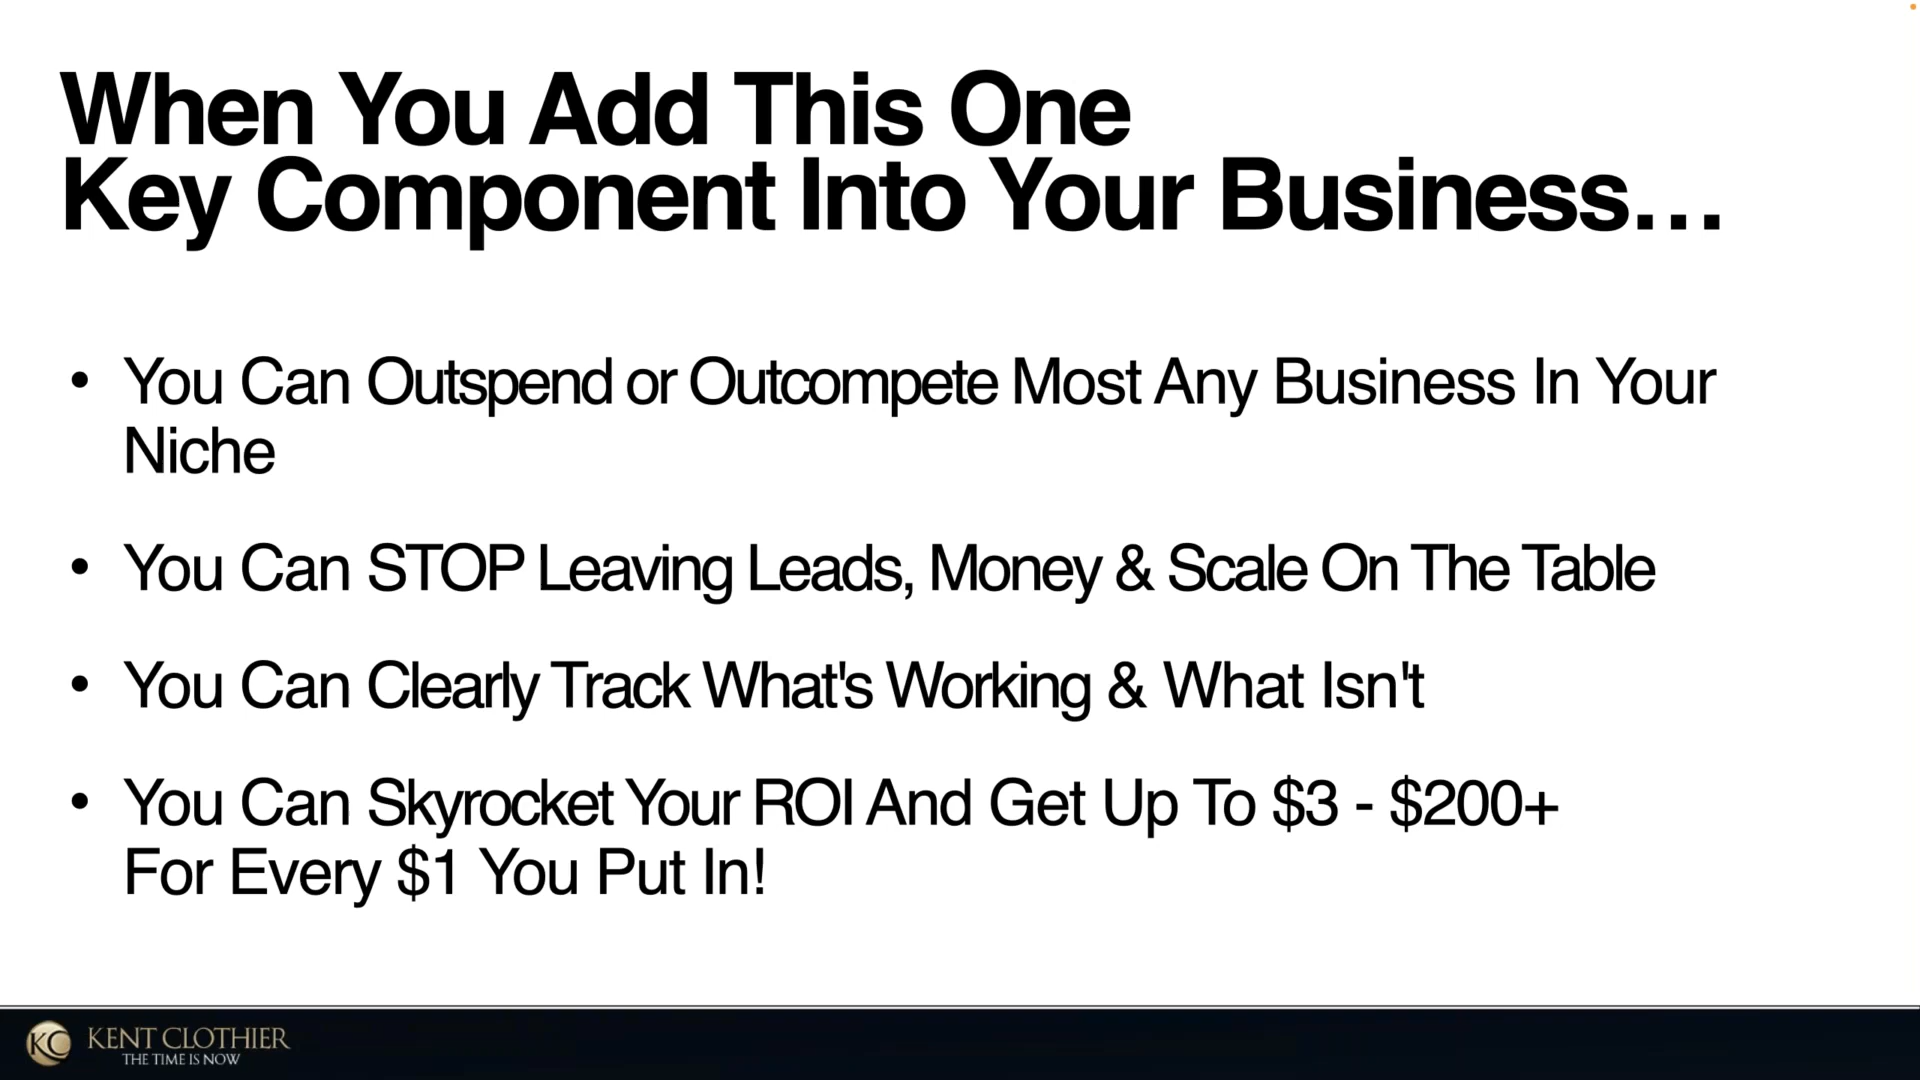 When You Add This One
Key Component Into Your Business…
• You Can Outspend or Outcompete Most Any Business In Your
Niche
• You Can STOP Leaving Leads, Money & Scale On The Table
• You Can Clearly Track What's Working & What Isn't
• You Can Skyrocket Your ROI And Get Up To $3 - $200+
For Every $1 You Put In!
KC KENT CLOTHIER
THE TIME IS NOW